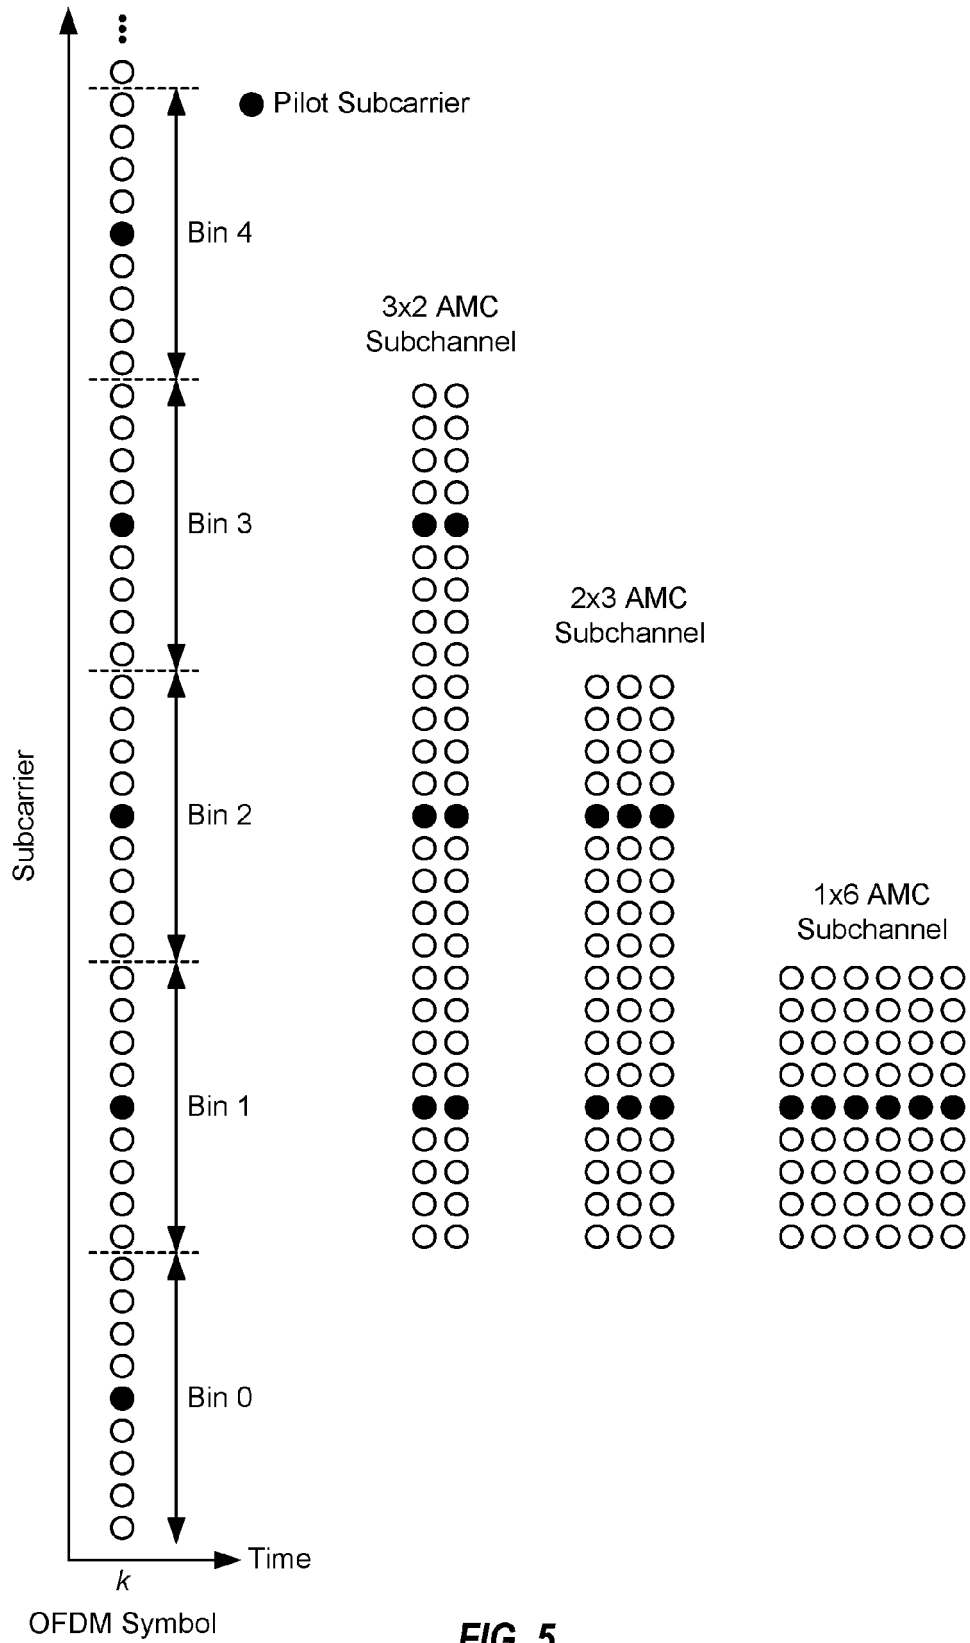 Pilot Subcarrier
Bin 4
3x2 AMC
Subchannel
Bin 3
2x3 AMC
Subchannel
Subcarrier
Bin 2
1x6 AMC
Subchannel
Bin 1
Bin 0
Time
k
OFDM Symbol
FIG. 5